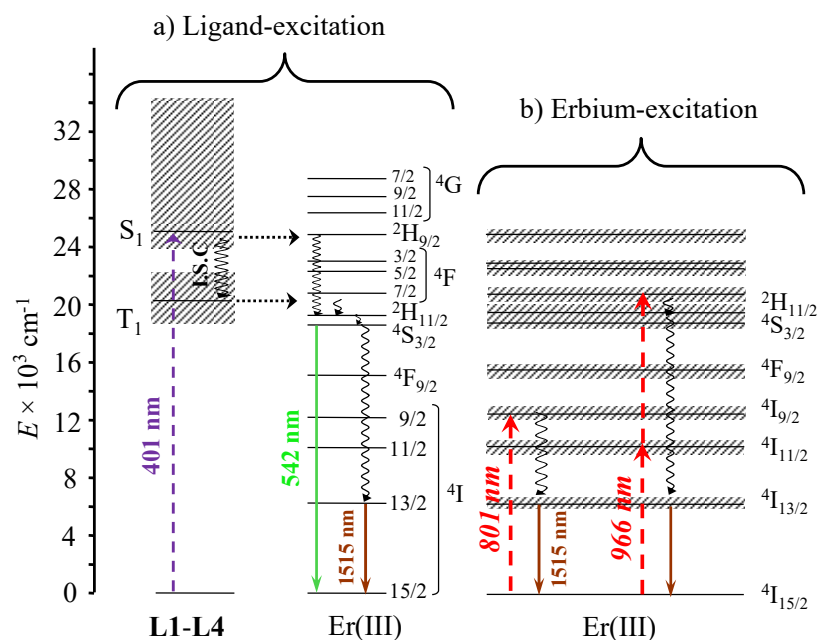 a) Ligand-excitation
b) Erbium-excitation
E × 10³ cm⁻¹
32
28
24
20
16
12
8
4
0
S₁
T₁
I.S.C
401 nm
L1-L4
7/2
9/2
11/2
⁴G
²H₉/₂
3/2
5/2
7/2
⁴F
²H₁₁/₂
⁴S₃/₂
⁴F₉/₂
9/2
11/2
13/2
15/2
⁴I
542 nm
1515 nm
Er(III)
²H₁₁/₂
⁴S₃/₂
⁴F₉/₂
⁴I₉/₂
⁴I₁₁/₂
⁴I₁₃/₂
⁴I₁₅/₂
801 nm
1515 nm
966 nm
Er(III)